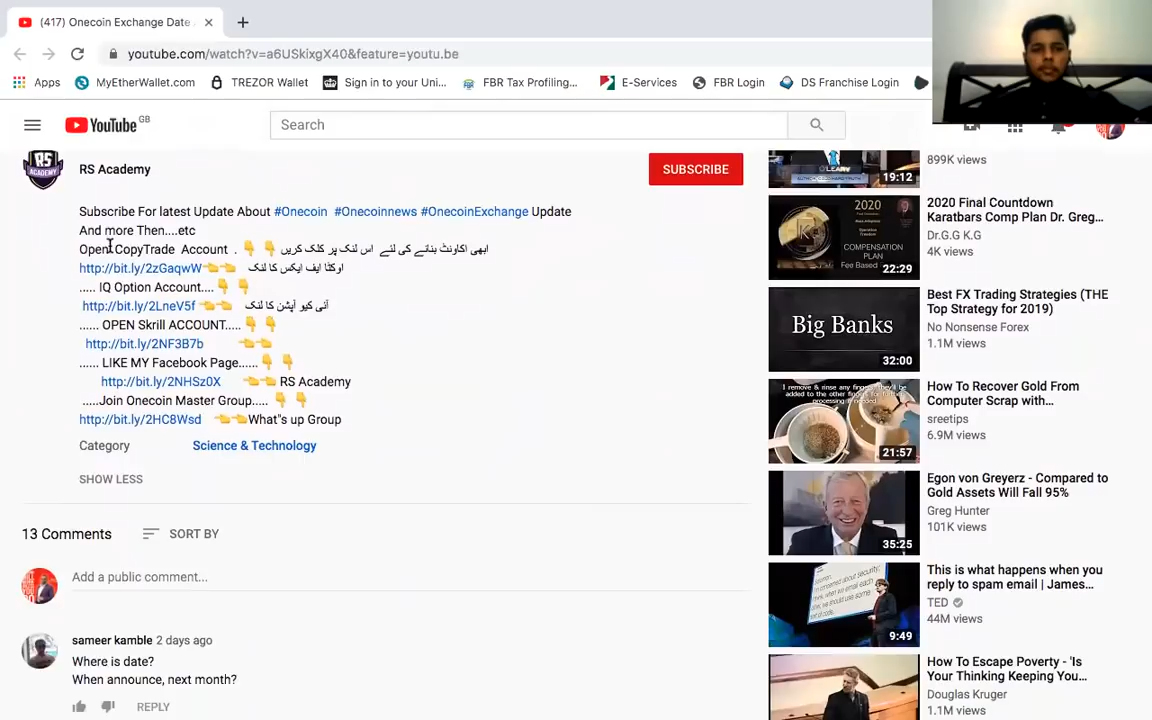 (417) Onecoin Exchange Date
youtube.com/watch?v=a6USkixgX40&feature=youtu.be
Apps MyEtherWallet.com TREZOR Wallet Sign in to your Uni... FBR Tax Profiling... E-Services FBR Login DS Franchise Login
YouTube GB
Search
RS Academy
SUBSCRIBE
Subscribe For latest Update About #Onecoin #Onecoinnews #OnecoinExchange Update
And more Then....etc
Open CopyTrade Account . 👇 👇 ابھی اکاونٹ بنانے کی لئے اس لنک پر کلک کریں
http://bit.ly/2zGaqwW👈👈 اوکٹا ایف ایکس کا لنک
..... IQ Option Account....👇 👇
http://bit.ly/2LneV5f 👈👈 آئی کیو آپشن کا لنک
...... OPEN Skrill ACCOUNT.....👇 👇
http://bit.ly/2NF3B7b 👈👈
...... LIKE MY Facebook Page......👇 👇
http://bit.ly/2NHSz0X 👈👈 RS Academy
.....Join Onecoin Master Group..... 👇 👇
http://bit.ly/2HC8Wsd 👈👈What"s up Group
Category Science & Technology
SHOW LESS
13 Comments SORT BY
Add a public comment...
sameer kamble 2 days ago
Where is date?
When announce, next month?
REPLY
19:12
899K views
2020
COMPENSATION
PLAN
Fee Based
22:29
2020 Final Countdown
Karatbars Comp Plan Dr. Greg...
Dr.G.G K.G
4K views
Big Banks
32:00
Best FX Trading Strategies (THE
Top Strategy for 2019)
No Nonsense Forex
1.1M views
21:57
How To Recover Gold From
Computer Scrap with...
sreetips
6.9M views
35:25
Egon von Greyerz - Compared to
Gold Assets Will Fall 95%
Greg Hunter
101K views
9:49
This is what happens when you
reply to spam email | James...
TED
44M views
How To Escape Poverty - 'Is
Your Thinking Keeping You...
Douglas Kruger
1.1M views